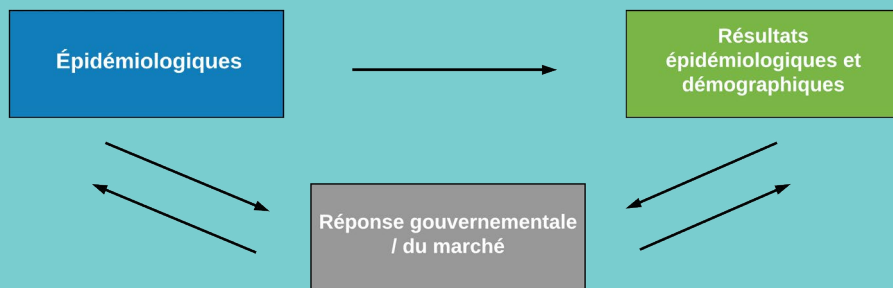 Épidémiologiques
Résultats
épidémiologiques et
démographiques
Réponse gouvernementale
/ du marché